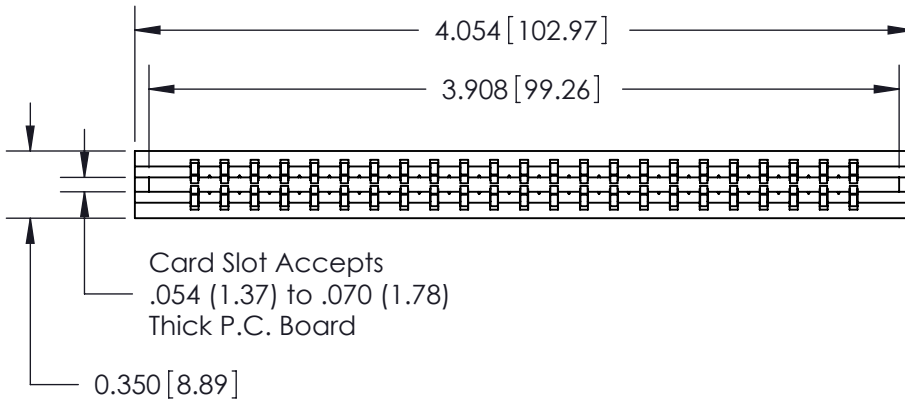 4.054 [102.97]
3.908 [99.26]
Card Slot Accepts
.054 (1.37) to .070 (1.78)
Thick P.C. Board
0.350 [8.89]